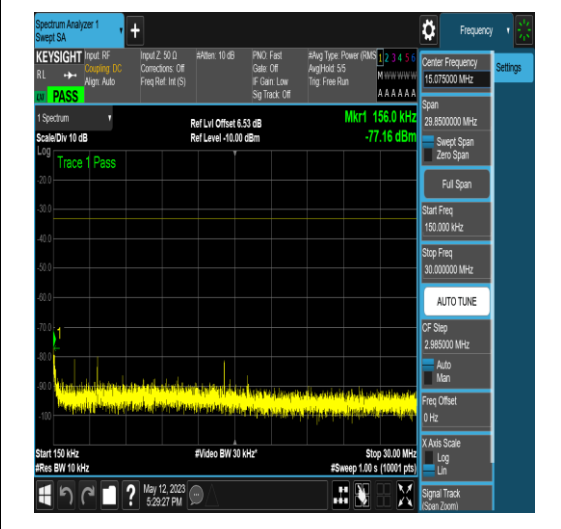 Spectrum Analyzer 1
Swept SA
+
Frequency
KEYSIGHT
RL
Input: RF
Coupling: DC
Align: Auto
Input Z: 50 Ω
Corrections: Off
Freq Ref: Int (S)
#Atten: 10 dB
PNO: Fast
Gate: Off
IF Gain: Low
Sig Track: Off
#Avg Type: Power (RMS
Avg|Hold: 5/5
Trig: Free Run
1 2 3 4 5 6
M w w w w w
A A A A A A
PASS
1 Spectrum
Scale/Div 10 dB
Ref Lvl Offset 6.53 dB
Ref Level -10.00 dBm
Mkr1 156.0 kHz
-77.16 dBm
Log
Trace 1 Pass
-20.0
-30.0
-40.0
-50.0
-60.0
-70.0
1
-80.0
-90.0
-100
Start 150 kHz
#Res BW 10 kHz
#Video BW 30 kHz*
Stop 30.00 MHz
#Sweep 1.00 s (10001 pts)
?
May 12, 2023
5:29:27 PM
Center Frequency
15.075000 MHz
Span
29.8500000 MHz
Swept Span
Zero Span
Full Span
Start Freq
150.000 kHz
Stop Freq
30.000000 MHz
AUTO TUNE
CF Step
2.985000 MHz
Auto
Man
Freq Offset
0 Hz
X Axis Scale
Log
Lin
Signal Track
(Span Zoom)
Settings